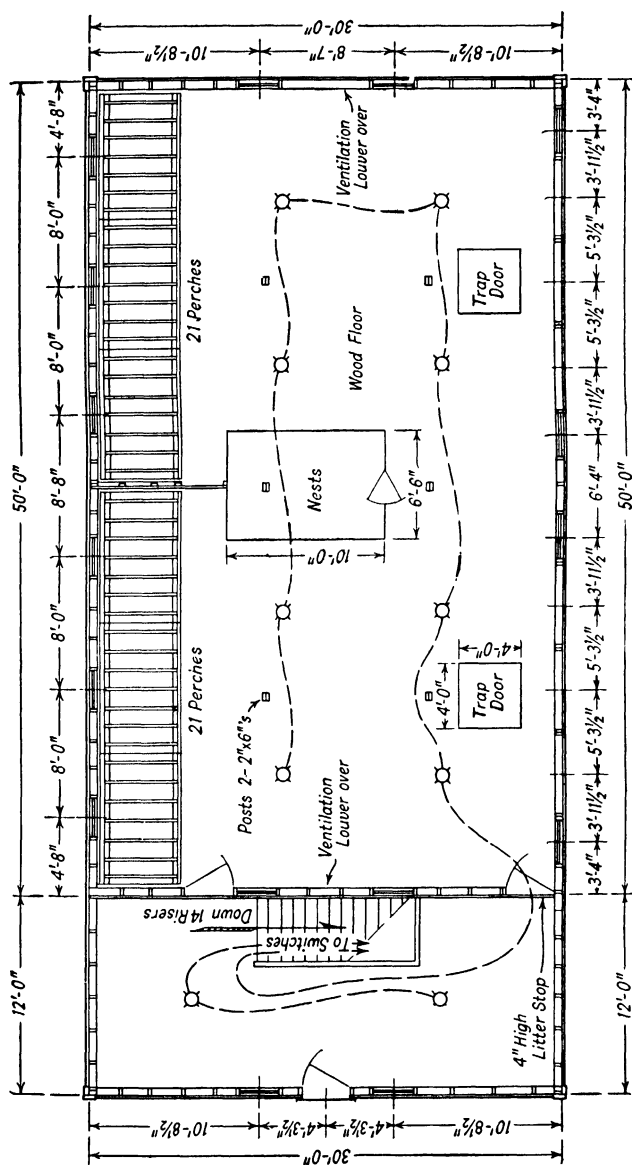 30'-0"
10'-8½"
8'-7"
10'-8½"
50'-0"
12'-0"
4'-8"
8'-0"
8'-0"
8'-8"
8'-0"
8'-0"
4'-8"
21 Perches
21 Perches
Ventilation
Louver over
Wood Floor
Trap
Door
Nests
6'-6"
10'-0"
Posts 2-2"x6"s
4'-0"
4'-0"
Trap
Door
Ventilation
Louver over
Down 14 Risers
To Switches
4" High
Litter Stop
3'-4"
3'-11½"
5'-3½"
5'-3½"
3'-11½"
6'-4"
3'-11½"
5'-3½"
5'-3½"
3'-11½"
3'-4"
50'-0"
12'-0"
10'-8½"
4'-3½"
4'-3½"
10'-8½"
30'-0"